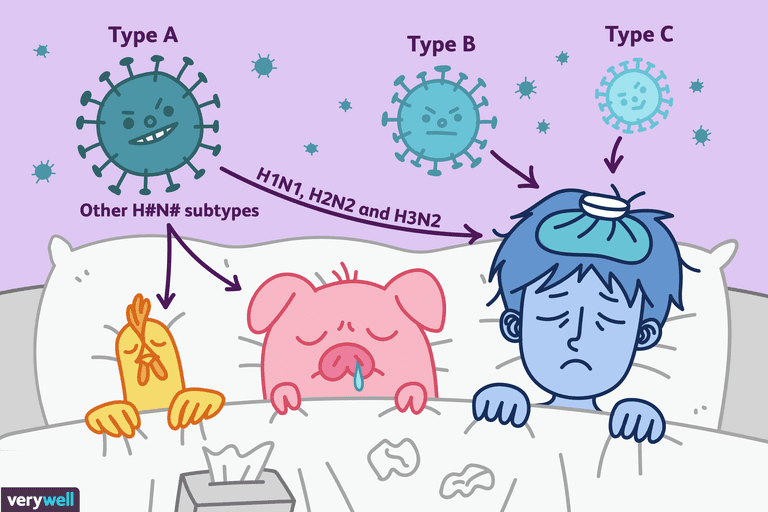 Type A
Type B
Type C
H1N1, H2N2 and H3N2
Other H#N# subtypes
verywell